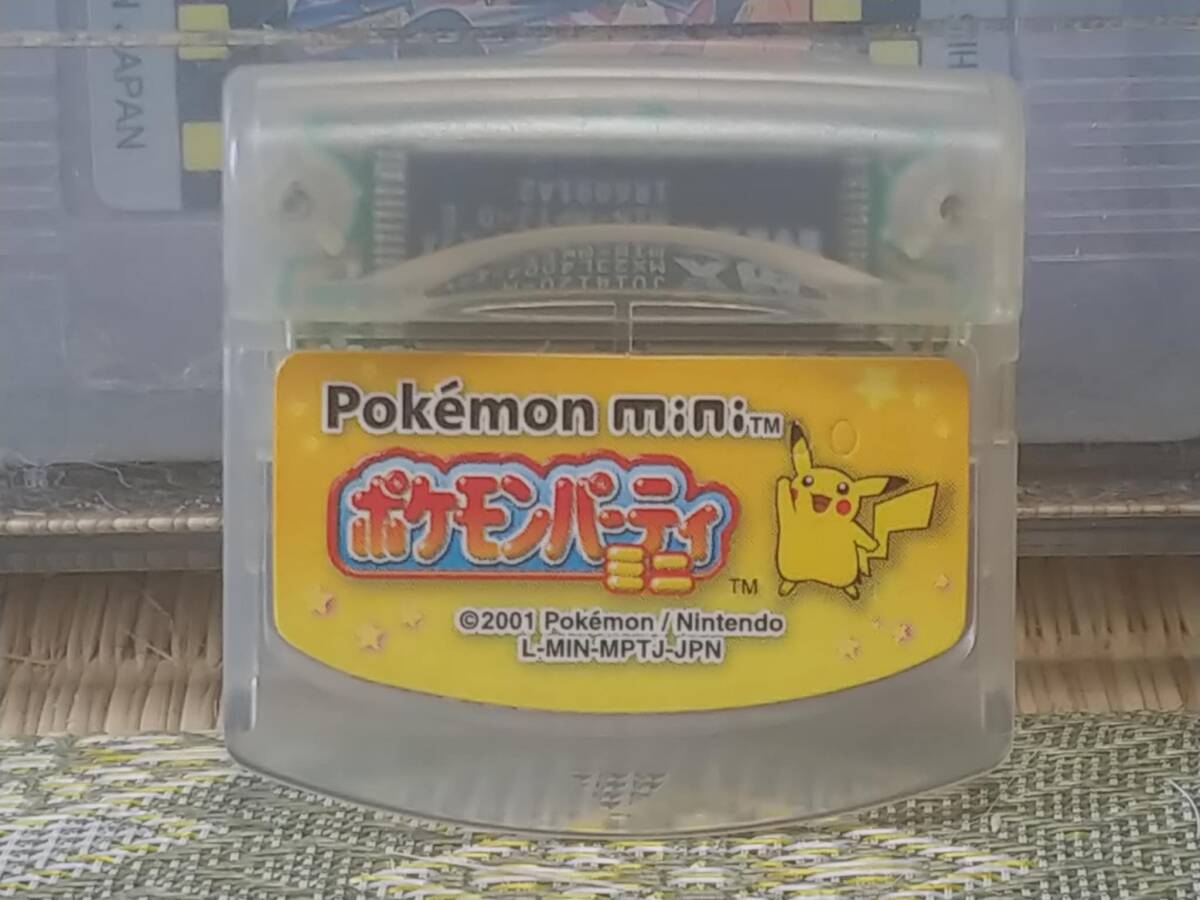 JAPAN
Pokémon mini™
ポケモンパーティ
ミニ
™
©2001 Pokémon / Nintendo
L-MIN-MPTJ-JPN